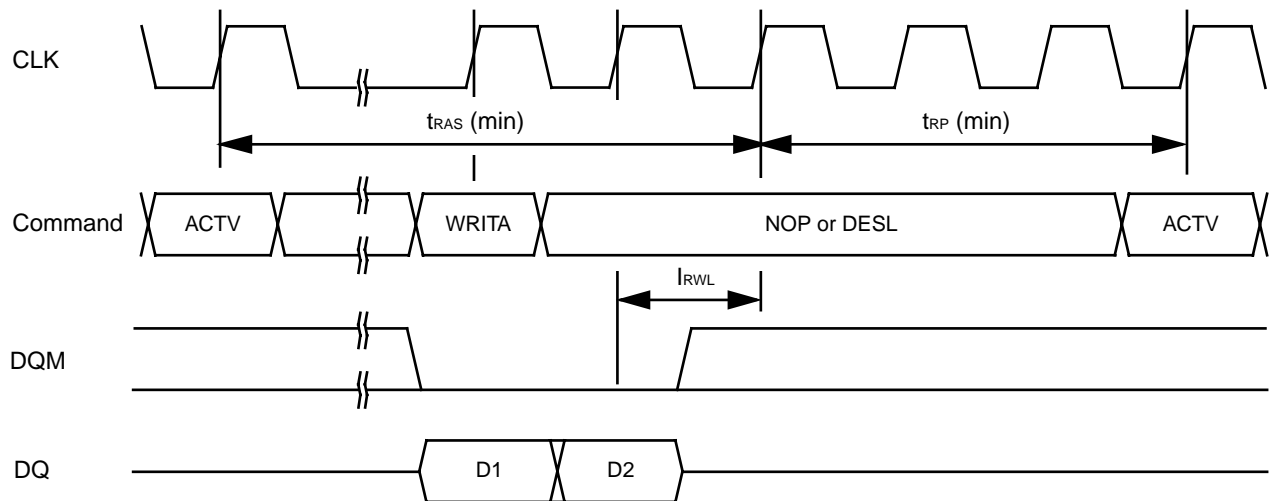 CLK
tRAS (min) tRP (min)
Command ACTV WRITA NOP or DESL ACTV
IRWL
DQM
DQ D1 D2